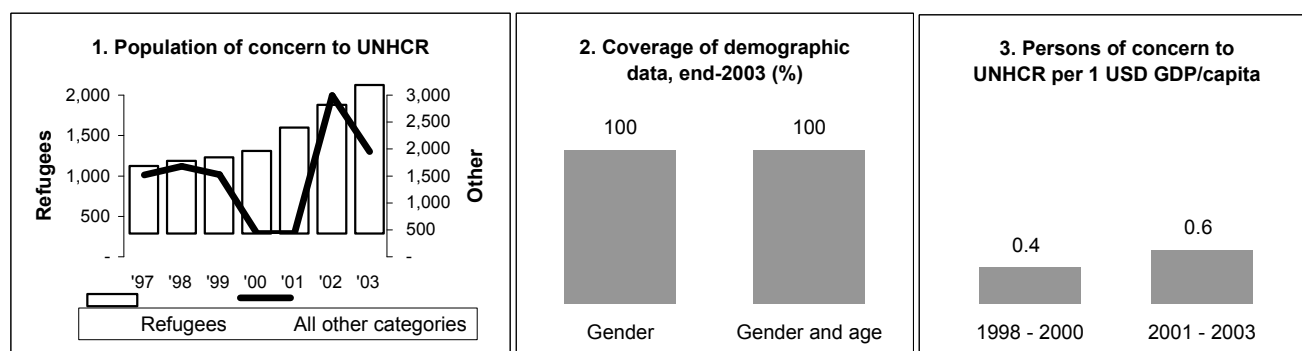 1. Population of concern to UNHCR
Refugees
2,000
1,500
1,000
500
-
3,000
2,500
2,000
1,500
1,000
500
-
Other
'97 '98 '99 '00 '01 '02 '03
Refugees All other categories
2. Coverage of demographic
data, end-2003 (%)
100 100
Gender Gender and age
3. Persons of concern to
UNHCR per 1 USD GDP/capita
0.4 0.6
1998 - 2000 2001 - 2003